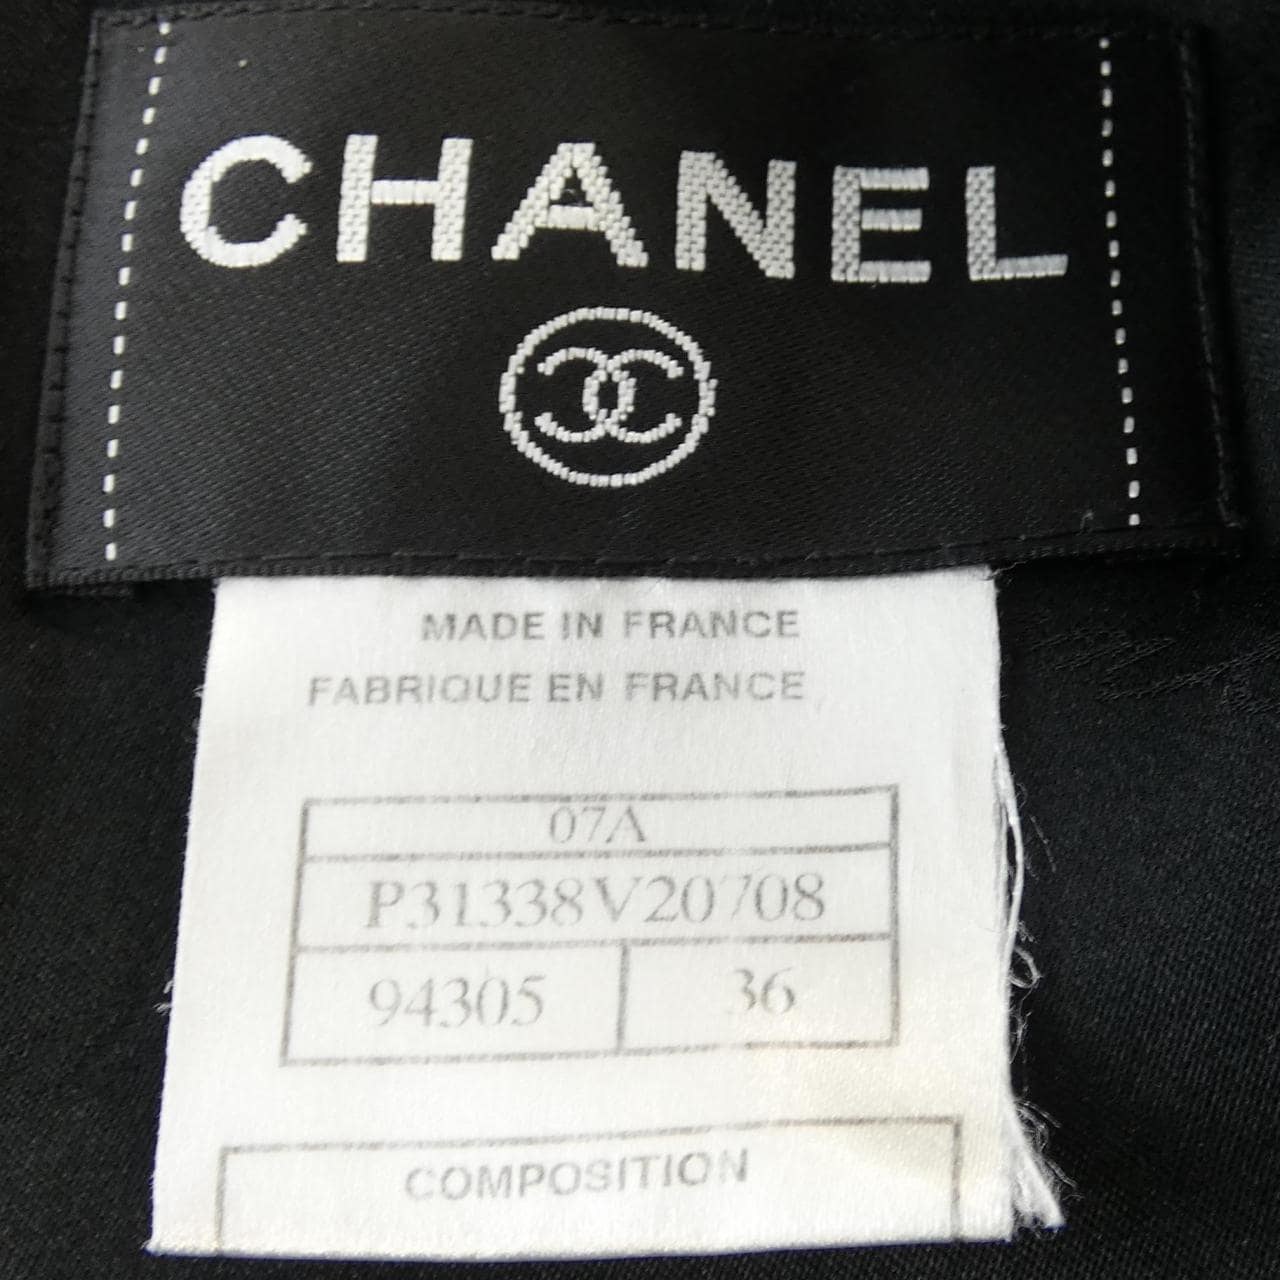 CHANEL
MADE IN FRANCE
FABRIQUE EN FRANCE
07A
P31338V20708
94305 36
COMPOSITION